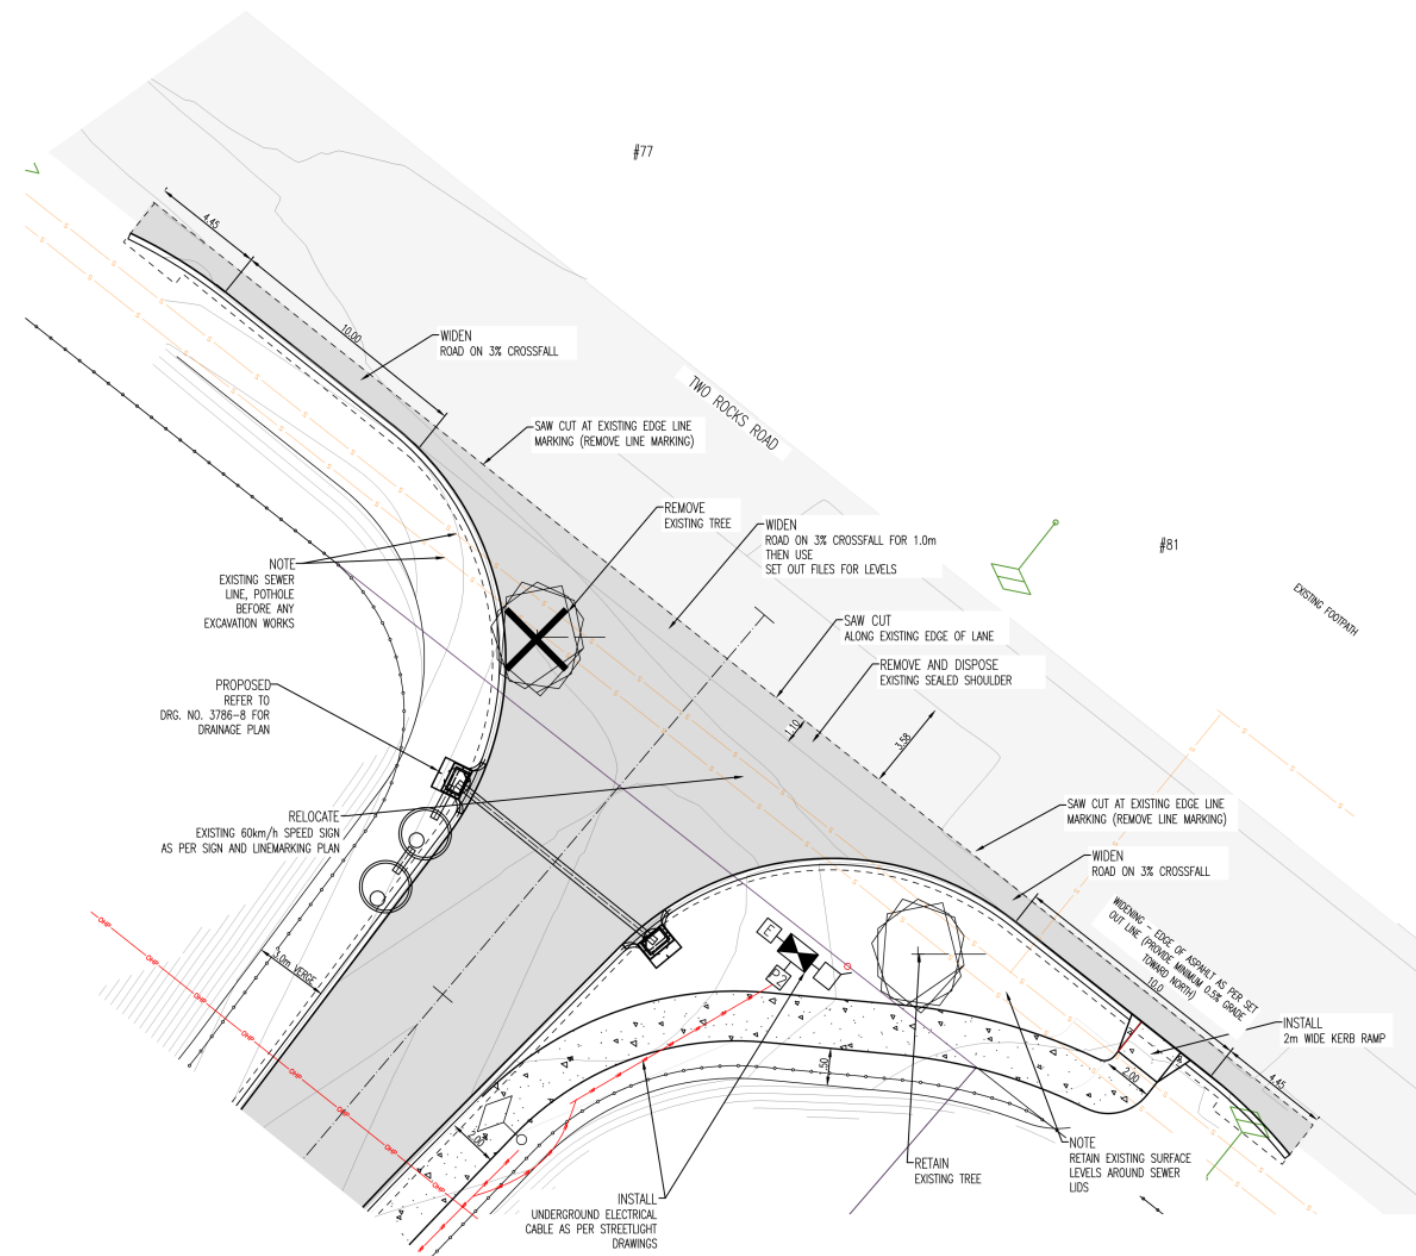 #77
4.45
10.00
WIDEN
ROAD ON 3% CROSSFALL
TWO ROCKS ROAD
SAW CUT AT EXISTING EDGE LINE
MARKING (REMOVE LINE MARKING)
REMOVE
EXISTING TREE
WIDEN
ROAD ON 3% CROSSFALL FOR 1.0m
THEN USE
SET OUT FILES FOR LEVELS
#81
EXISTING FOOTPATH
NOTE
EXISTING SEWER
LINE, POTHOLE
BEFORE ANY
EXCAVATION WORKS
SAW CUT
ALONG EXISTING EDGE OF LANE
REMOVE AND DISPOSE
EXISTING SEALED SHOULDER
PROPOSED
REFER TO
DRG. NO. 3786-8 FOR
DRAINAGE PLAN
1.10
3.58
RELOCATE
EXISTING 60km/h SPEED SIGN
AS PER SIGN AND LINEMARKING PLAN
SAW CUT AT EXISTING EDGE LINE
MARKING (REMOVE LINE MARKING)
WIDEN
ROAD ON 3% CROSSFALL
WIDENING - EDGE OF ASPAHLT AS PER SET
OUT LINE (PROVIDE MINIMUM 0.5% GRADE
TOWARD NORTH)
10.0
3.0m VERGE
OHP
OHP
OHP
OHP
OHP
OHP
OHP
E
P2
INSTALL
2m WIDE KERB RAMP
2.00
4.45
1.50
2.00
NOTE
RETAIN EXISTING SURFACE
LEVELS AROUND SEWER
LIDS
RETAIN
EXISTING TREE
INSTALL
UNDERGROUND ELECTRICAL
CABLE AS PER STREETLIGHT
DRAWINGS